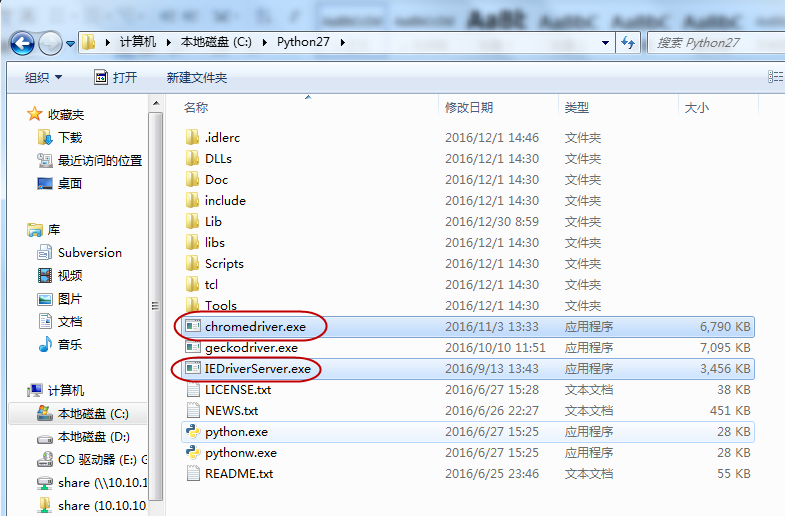 计算机 本地磁盘 (C:) Python27 搜索 Python27
组织 打开 新建文件夹
名称 修改日期 类型 大小
收藏夹
下载
最近访问的位置
桌面
库
Subversion
视频
图片
文档
音乐
计算机
本地磁盘 (C:)
本地磁盘 (D:)
CD 驱动器 (E:) G
share (\\10.10.1
share (10.10.10
.idlerc 2016/12/1 14:46 文件夹
DLLs 2016/12/1 14:30 文件夹
Doc 2016/12/1 14:30 文件夹
include 2016/12/1 14:30 文件夹
Lib 2016/12/30 8:59 文件夹
libs 2016/12/1 14:30 文件夹
Scripts 2016/12/1 14:30 文件夹
tcl 2016/12/1 14:30 文件夹
Tools 2016/12/1 14:30 文件夹
chromedriver.exe 2016/11/3 13:33 应用程序 6,790 KB
geckodriver.exe 2016/10/10 11:51 应用程序 7,095 KB
IEDriverServer.exe 2016/9/13 13:43 应用程序 3,456 KB
LICENSE.txt 2016/6/27 15:28 文本文档 38 KB
NEWS.txt 2016/6/26 22:27 文本文档 451 KB
python.exe 2016/6/27 15:25 应用程序 28 KB
pythonw.exe 2016/6/27 15:25 应用程序 28 KB
README.txt 2016/6/25 23:46 文本文档 55 KB